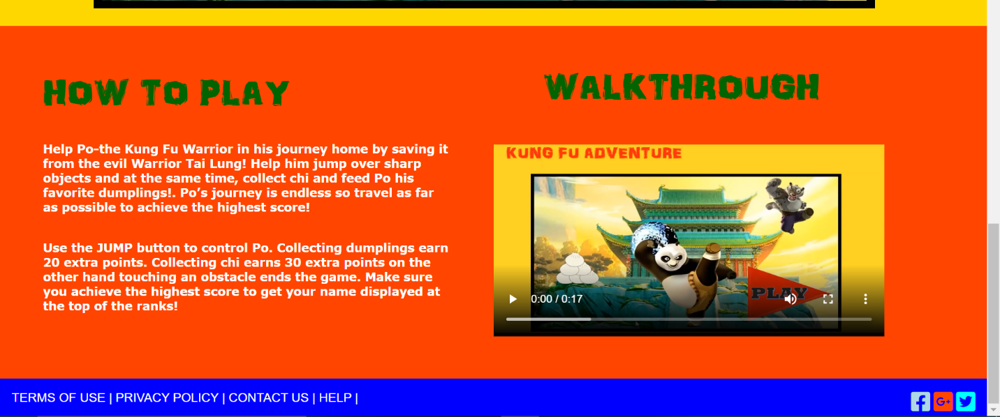 HOW TO PLAY
Help Po-the Kung Fu Warrior in his journey home by saving it
from the evil Warrior Tai Lung! Help him jump over sharp
objects and at the same time, collect chi and feed Po his
favorite dumplings!. Po’s journey is endless so travel as far
as possible to achieve the highest score!
Use the JUMP button to control Po. Collecting dumplings earn
20 extra points. Collecting chi earns 30 extra points on the
other hand touching an obstacle ends the game. Make sure
you achieve the highest score to get your name displayed at
the top of the ranks!
WALKTHROUGH
KUNG FU ADVENTURE
PLAY
0:00 / 0:17
TERMS OF USE | PRIVACY POLICY | CONTACT US | HELP |
G+